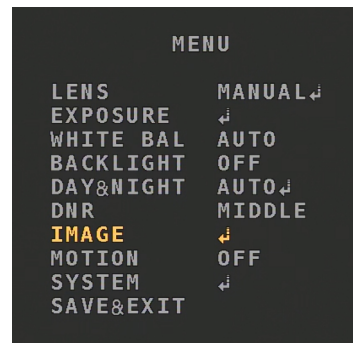 MENU
LENS MANUAL↲
EXPOSURE ↲
WHITE BAL AUTO
BACKLIGHT OFF
DAY&NIGHT AUTO↲
DNR MIDDLE
IMAGE ↲
MOTION OFF
SYSTEM ↲
SAVE&EXIT